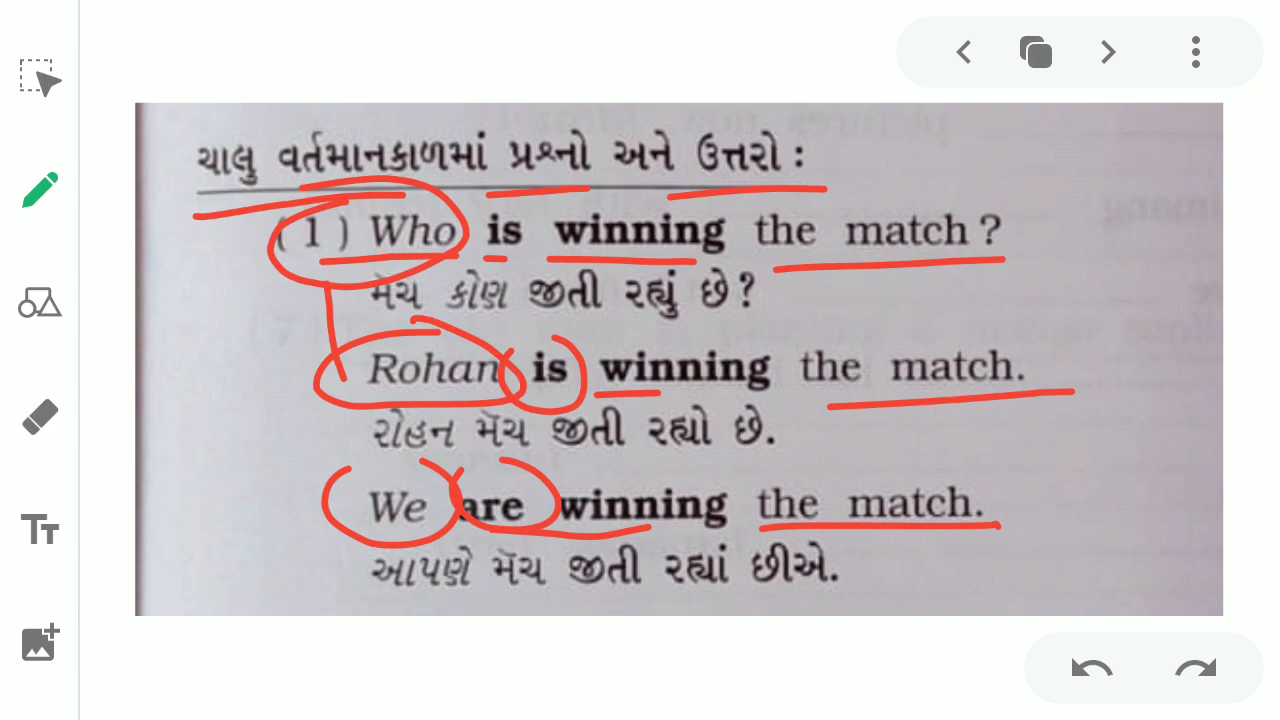 ચાલુ વર્તમાનકાળમાં પ્રશ્નો અને ઉત્તરો :
( 1 ) Who is winning the match ?
મૅચ કોણ જીતી રહ્યું છે ?
Rohan is winning the match.
રોહન મૅચ જીતી રહ્યો છે.
We are winning the match.
આપણે મૅચ જીતી રહ્યાં છીએ.